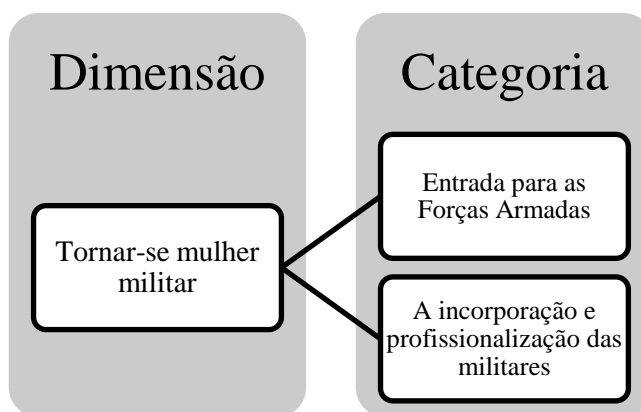 Dimensão
Categoria
Tornar-se mulher
militar
Entrada para as
Forças Armadas
A incorporação e
profissionalização das
militares